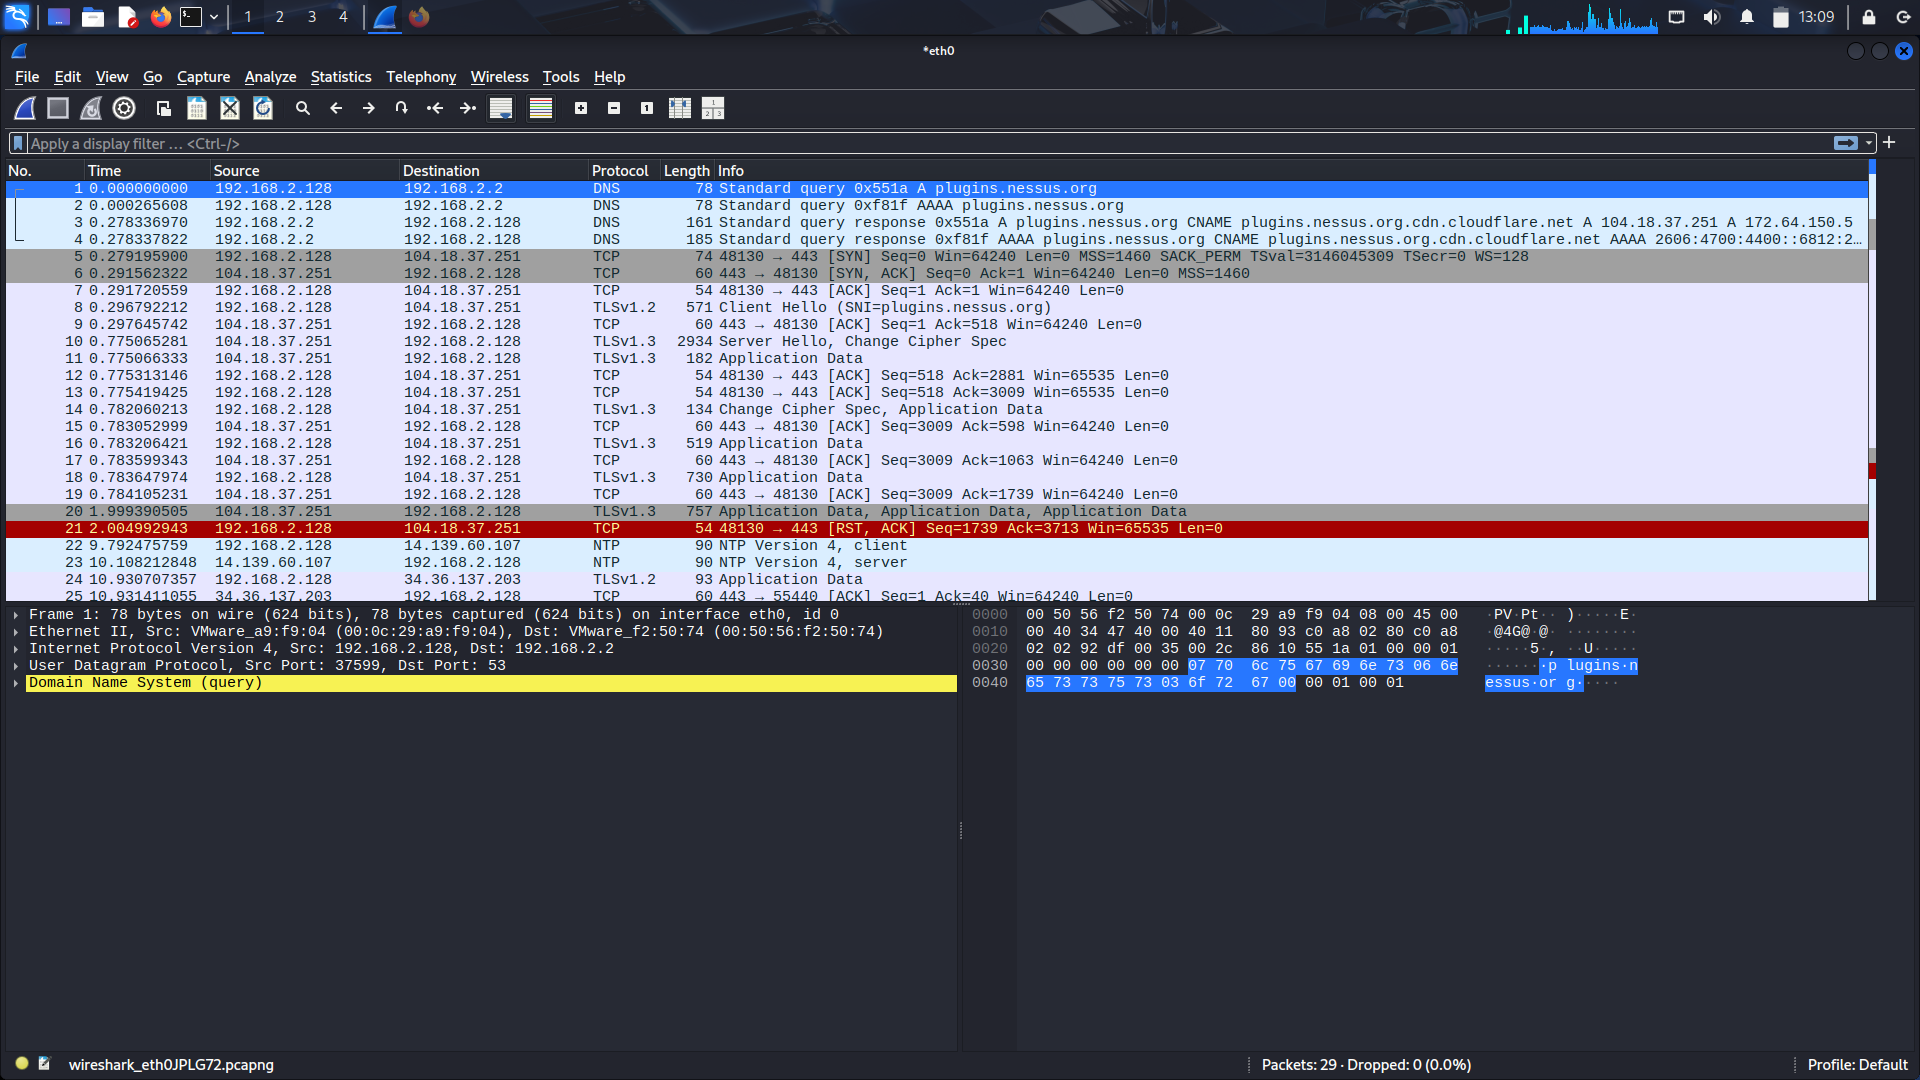 1 2 3 4 13:09
*eth0
File Edit View Go Capture Analyze Statistics Telephony Wireless Tools Help
Apply a display filter … <Ctrl-/>
No. Time Source Destination Protocol Length Info
1 0.000000000 192.168.2.128 192.168.2.2 DNS 78 Standard query 0x551a A plugins.nessus.org
2 0.000265608 192.168.2.128 192.168.2.2 DNS 78 Standard query 0xf81f AAAA plugins.nessus.org
3 0.278336970 192.168.2.2 192.168.2.128 DNS 161 Standard query response 0x551a A plugins.nessus.org CNAME plugins.nessus.org.cdn.cloudflare.net A 104.18.37.251 A 172.64.150.5
4 0.278337822 192.168.2.2 192.168.2.128 DNS 185 Standard query response 0xf81f AAAA plugins.nessus.org CNAME plugins.nessus.org.cdn.cloudflare.net AAAA 2606:4700:4400::6812:2…
5 0.279195900 192.168.2.128 104.18.37.251 TCP 74 48130 → 443 [SYN] Seq=0 Win=64240 Len=0 MSS=1460 SACK_PERM TSval=3146045309 TSecr=0 WS=128
6 0.291562322 104.18.37.251 192.168.2.128 TCP 60 443 → 48130 [SYN, ACK] Seq=0 Ack=1 Win=64240 Len=0 MSS=1460
7 0.291720559 192.168.2.128 104.18.37.251 TCP 54 48130 → 443 [ACK] Seq=1 Ack=1 Win=64240 Len=0
8 0.296792212 192.168.2.128 104.18.37.251 TLSv1.2 571 Client Hello (SNI=plugins.nessus.org)
9 0.297645742 104.18.37.251 192.168.2.128 TCP 60 443 → 48130 [ACK] Seq=1 Ack=518 Win=64240 Len=0
10 0.775065281 104.18.37.251 192.168.2.128 TLSv1.3 2934 Server Hello, Change Cipher Spec
11 0.775066333 104.18.37.251 192.168.2.128 TLSv1.3 182 Application Data
12 0.775313146 192.168.2.128 104.18.37.251 TCP 54 48130 → 443 [ACK] Seq=518 Ack=2881 Win=65535 Len=0
13 0.775419425 192.168.2.128 104.18.37.251 TCP 54 48130 → 443 [ACK] Seq=518 Ack=3009 Win=65535 Len=0
14 0.782060213 192.168.2.128 104.18.37.251 TLSv1.3 134 Change Cipher Spec, Application Data
15 0.783052999 104.18.37.251 192.168.2.128 TCP 60 443 → 48130 [ACK] Seq=3009 Ack=598 Win=64240 Len=0
16 0.783206421 192.168.2.128 104.18.37.251 TLSv1.3 519 Application Data
17 0.783599343 104.18.37.251 192.168.2.128 TCP 60 443 → 48130 [ACK] Seq=3009 Ack=1063 Win=64240 Len=0
18 0.783647974 192.168.2.128 104.18.37.251 TLSv1.3 730 Application Data
19 0.784105231 104.18.37.251 192.168.2.128 TCP 60 443 → 48130 [ACK] Seq=3009 Ack=1739 Win=64240 Len=0
20 1.999390505 104.18.37.251 192.168.2.128 TLSv1.3 757 Application Data, Application Data, Application Data
21 2.004992943 192.168.2.128 104.18.37.251 TCP 54 48130 → 443 [RST, ACK] Seq=1739 Ack=3713 Win=65535 Len=0
22 9.792475759 192.168.2.128 14.139.60.107 NTP 90 NTP Version 4, client
23 10.108212848 14.139.60.107 192.168.2.128 NTP 90 NTP Version 4, server
24 10.930707357 192.168.2.128 34.36.137.203 TLSv1.2 93 Application Data
25 10.931411055 34.36.137.203 192.168.2.128 TCP 60 443 → 55440 [ACK] Seq=1 Ack=40 Win=64240 Len=0
Frame 1: 78 bytes on wire (624 bits), 78 bytes captured (624 bits) on interface eth0, id 0
Ethernet II, Src: VMware_a9:f9:04 (00:0c:29:a9:f9:04), Dst: VMware_f2:50:74 (00:50:56:f2:50:74)
Internet Protocol Version 4, Src: 192.168.2.128, Dst: 192.168.2.2
User Datagram Protocol, Src Port: 37599, Dst Port: 53
Domain Name System (query)
0000 00 50 56 f2 50 74 00 0c 29 a9 f9 04 08 00 45 00 ·PV·Pt·· )·····E·
0010 00 40 34 47 40 00 40 11 80 93 c0 a8 02 80 c0 a8 ·@4G@·@· ········
0020 02 02 92 df 00 35 00 2c 86 10 55 1a 01 00 00 01 ·····5·, ··U·····
0030 00 00 00 00 00 00 07 70 6c 75 67 69 6e 73 06 6e ·······p lugins·n
0040 65 73 73 75 73 03 6f 72 67 00 00 01 00 01 essus·or g·····
wireshark_eth0JPLG72.pcapng
Packets: 29 · Dropped: 0 (0.0%)
Profile: Default